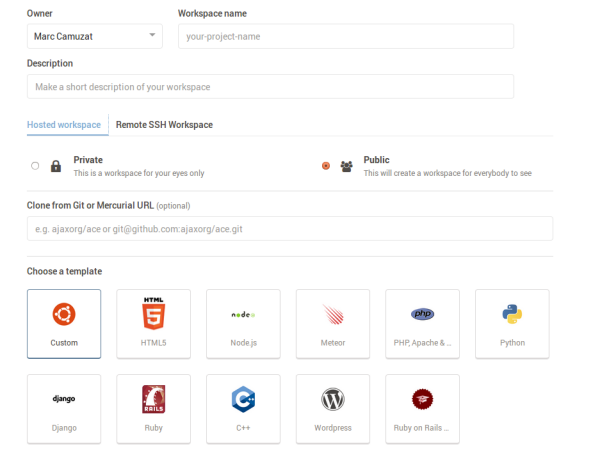 Owner
Workspace name
Marc Camuzat
your-project-name
Description
Make a short description of your workspace
Hosted workspace
Remote SSH Workspace
Private
This is a workspace for your eyes only
Public
This will create a workspace for everybody to see
Clone from Git or Mercurial URL (optional)
e.g. ajaxorg/ace or git@github.com:ajaxorg/ace.git
Choose a template
HTML
5
node
php
Custom
HTML5
Node.js
Meteor
PHP, Apache & ...
Python
django
RAILS
C++
W
Django
Ruby
C++
Wordpress
Ruby on Rails ...